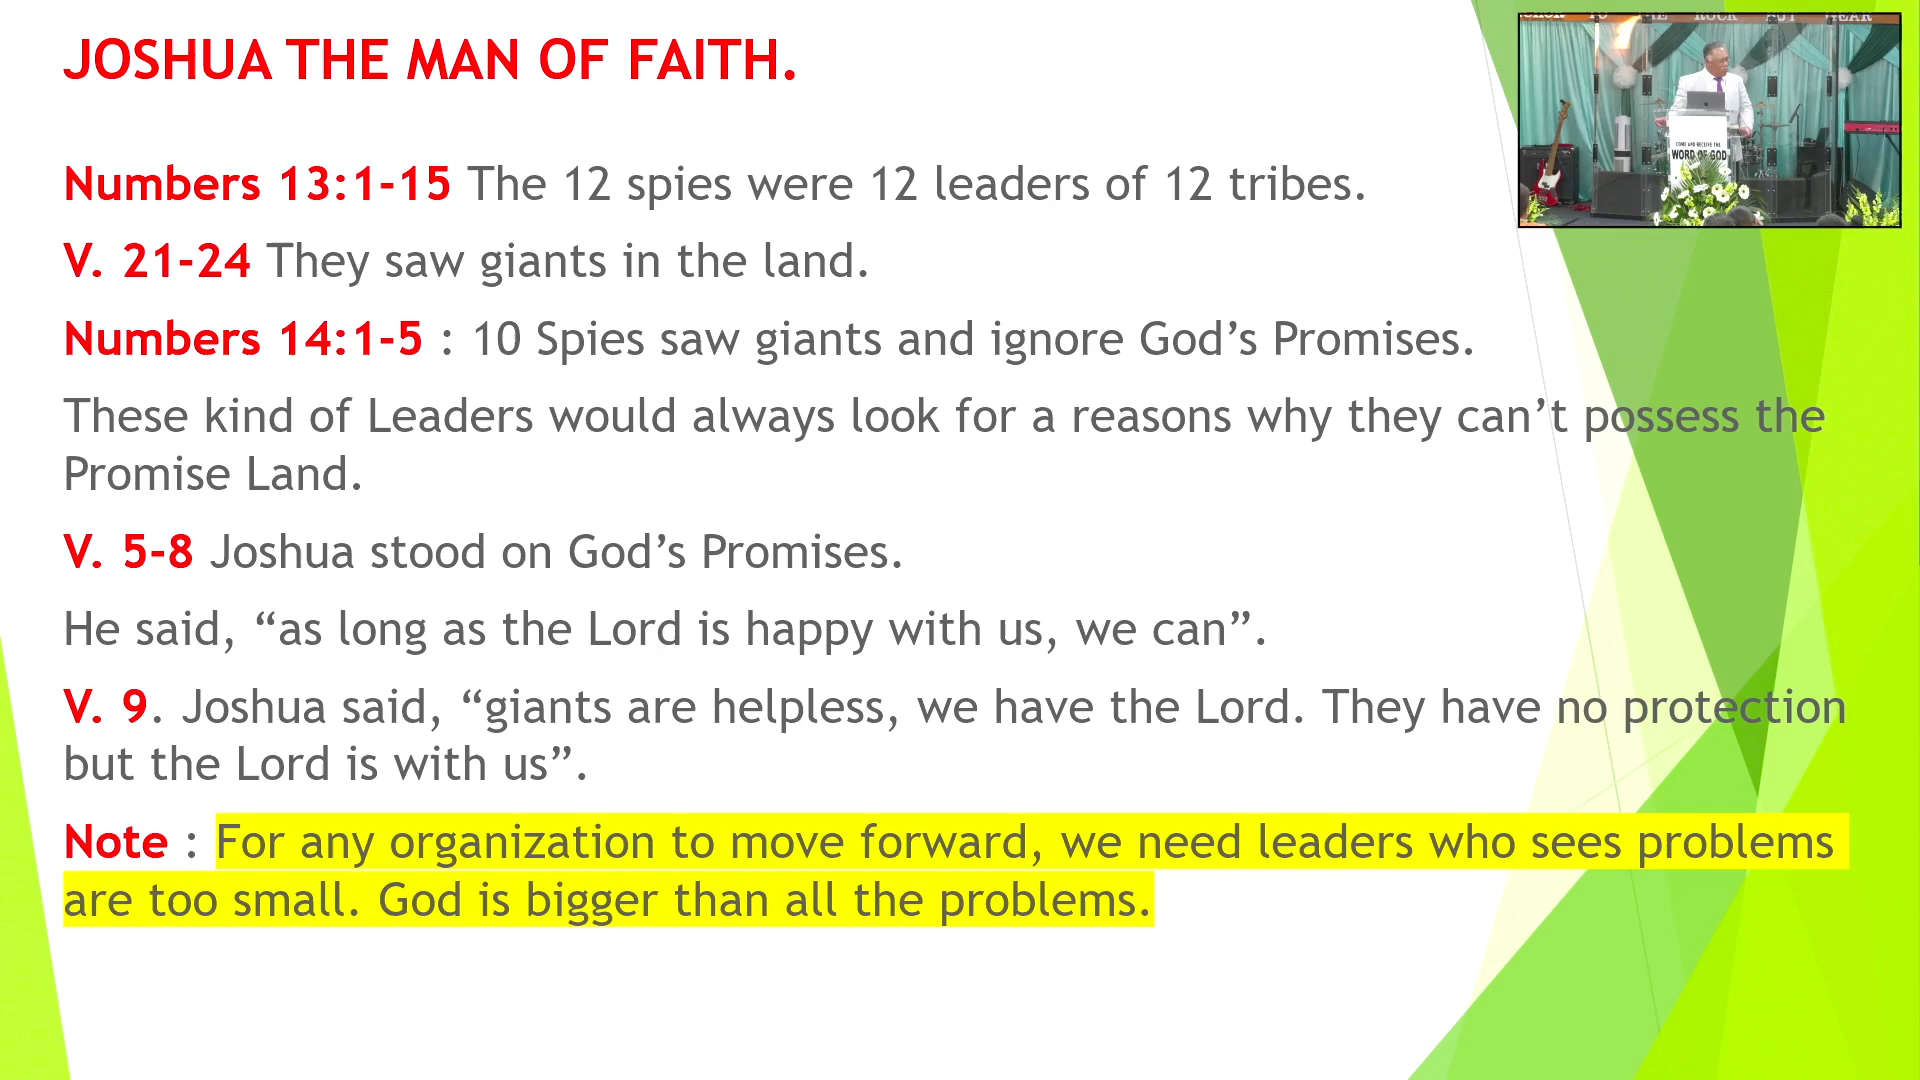 JOSHUA THE MAN OF FAITH.
Numbers 13:1-15 The 12 spies were 12 leaders of 12 tribes.
V. 21-24 They saw giants in the land.
Numbers 14:1-5 : 10 Spies saw giants and ignore God’s Promises.
These kind of Leaders would always look for a reasons why they can’t possess the
Promise Land.
V. 5-8 Joshua stood on God’s Promises.
He said, “as long as the Lord is happy with us, we can”.
V. 9. Joshua said, “giants are helpless, we have the Lord. They have no protection
but the Lord is with us”.
Note : For any organization to move forward, we need leaders who sees problems
are too small. God is bigger than all the problems.
ROCK
COME AND RECEIVE THE
WORD OF GOD